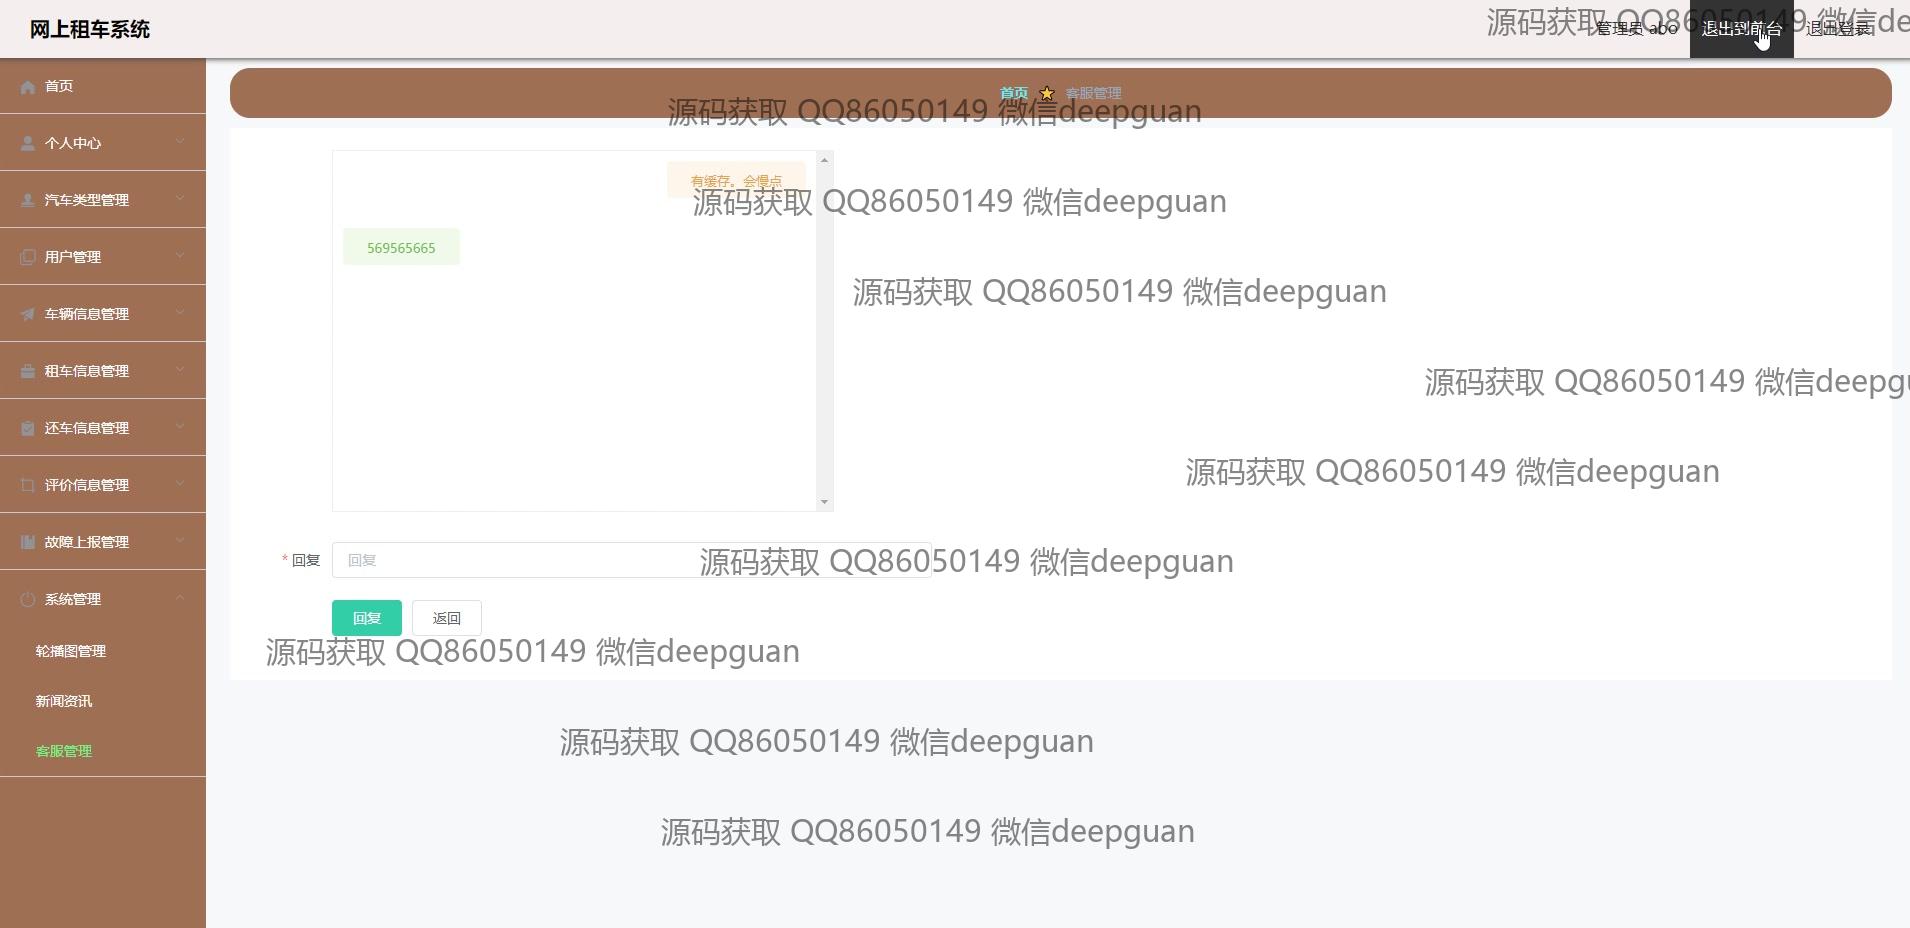 网上租车系统
管理员 abo
退出到前台
退出登录
源码获取 QQ86050149 微信de
首页
个人中心
汽车类型管理
用户管理
车辆信息管理
租车信息管理
还车信息管理
评价信息管理
故障上报管理
系统管理
轮播图管理
新闻资讯
客服管理
首页 客服管理
源码获取 QQ86050149 微信deepguan
有缓存。会慢点
源码获取 QQ86050149 微信deepguan
569565665
源码获取 QQ86050149 微信deepguan
源码获取 QQ86050149 微信deepgu
源码获取 QQ86050149 微信deepguan
* 回复
回复
源码获取 QQ86050149 微信deepguan
回复
返回
源码获取 QQ86050149 微信deepguan
源码获取 QQ86050149 微信deepguan
源码获取 QQ86050149 微信deepguan